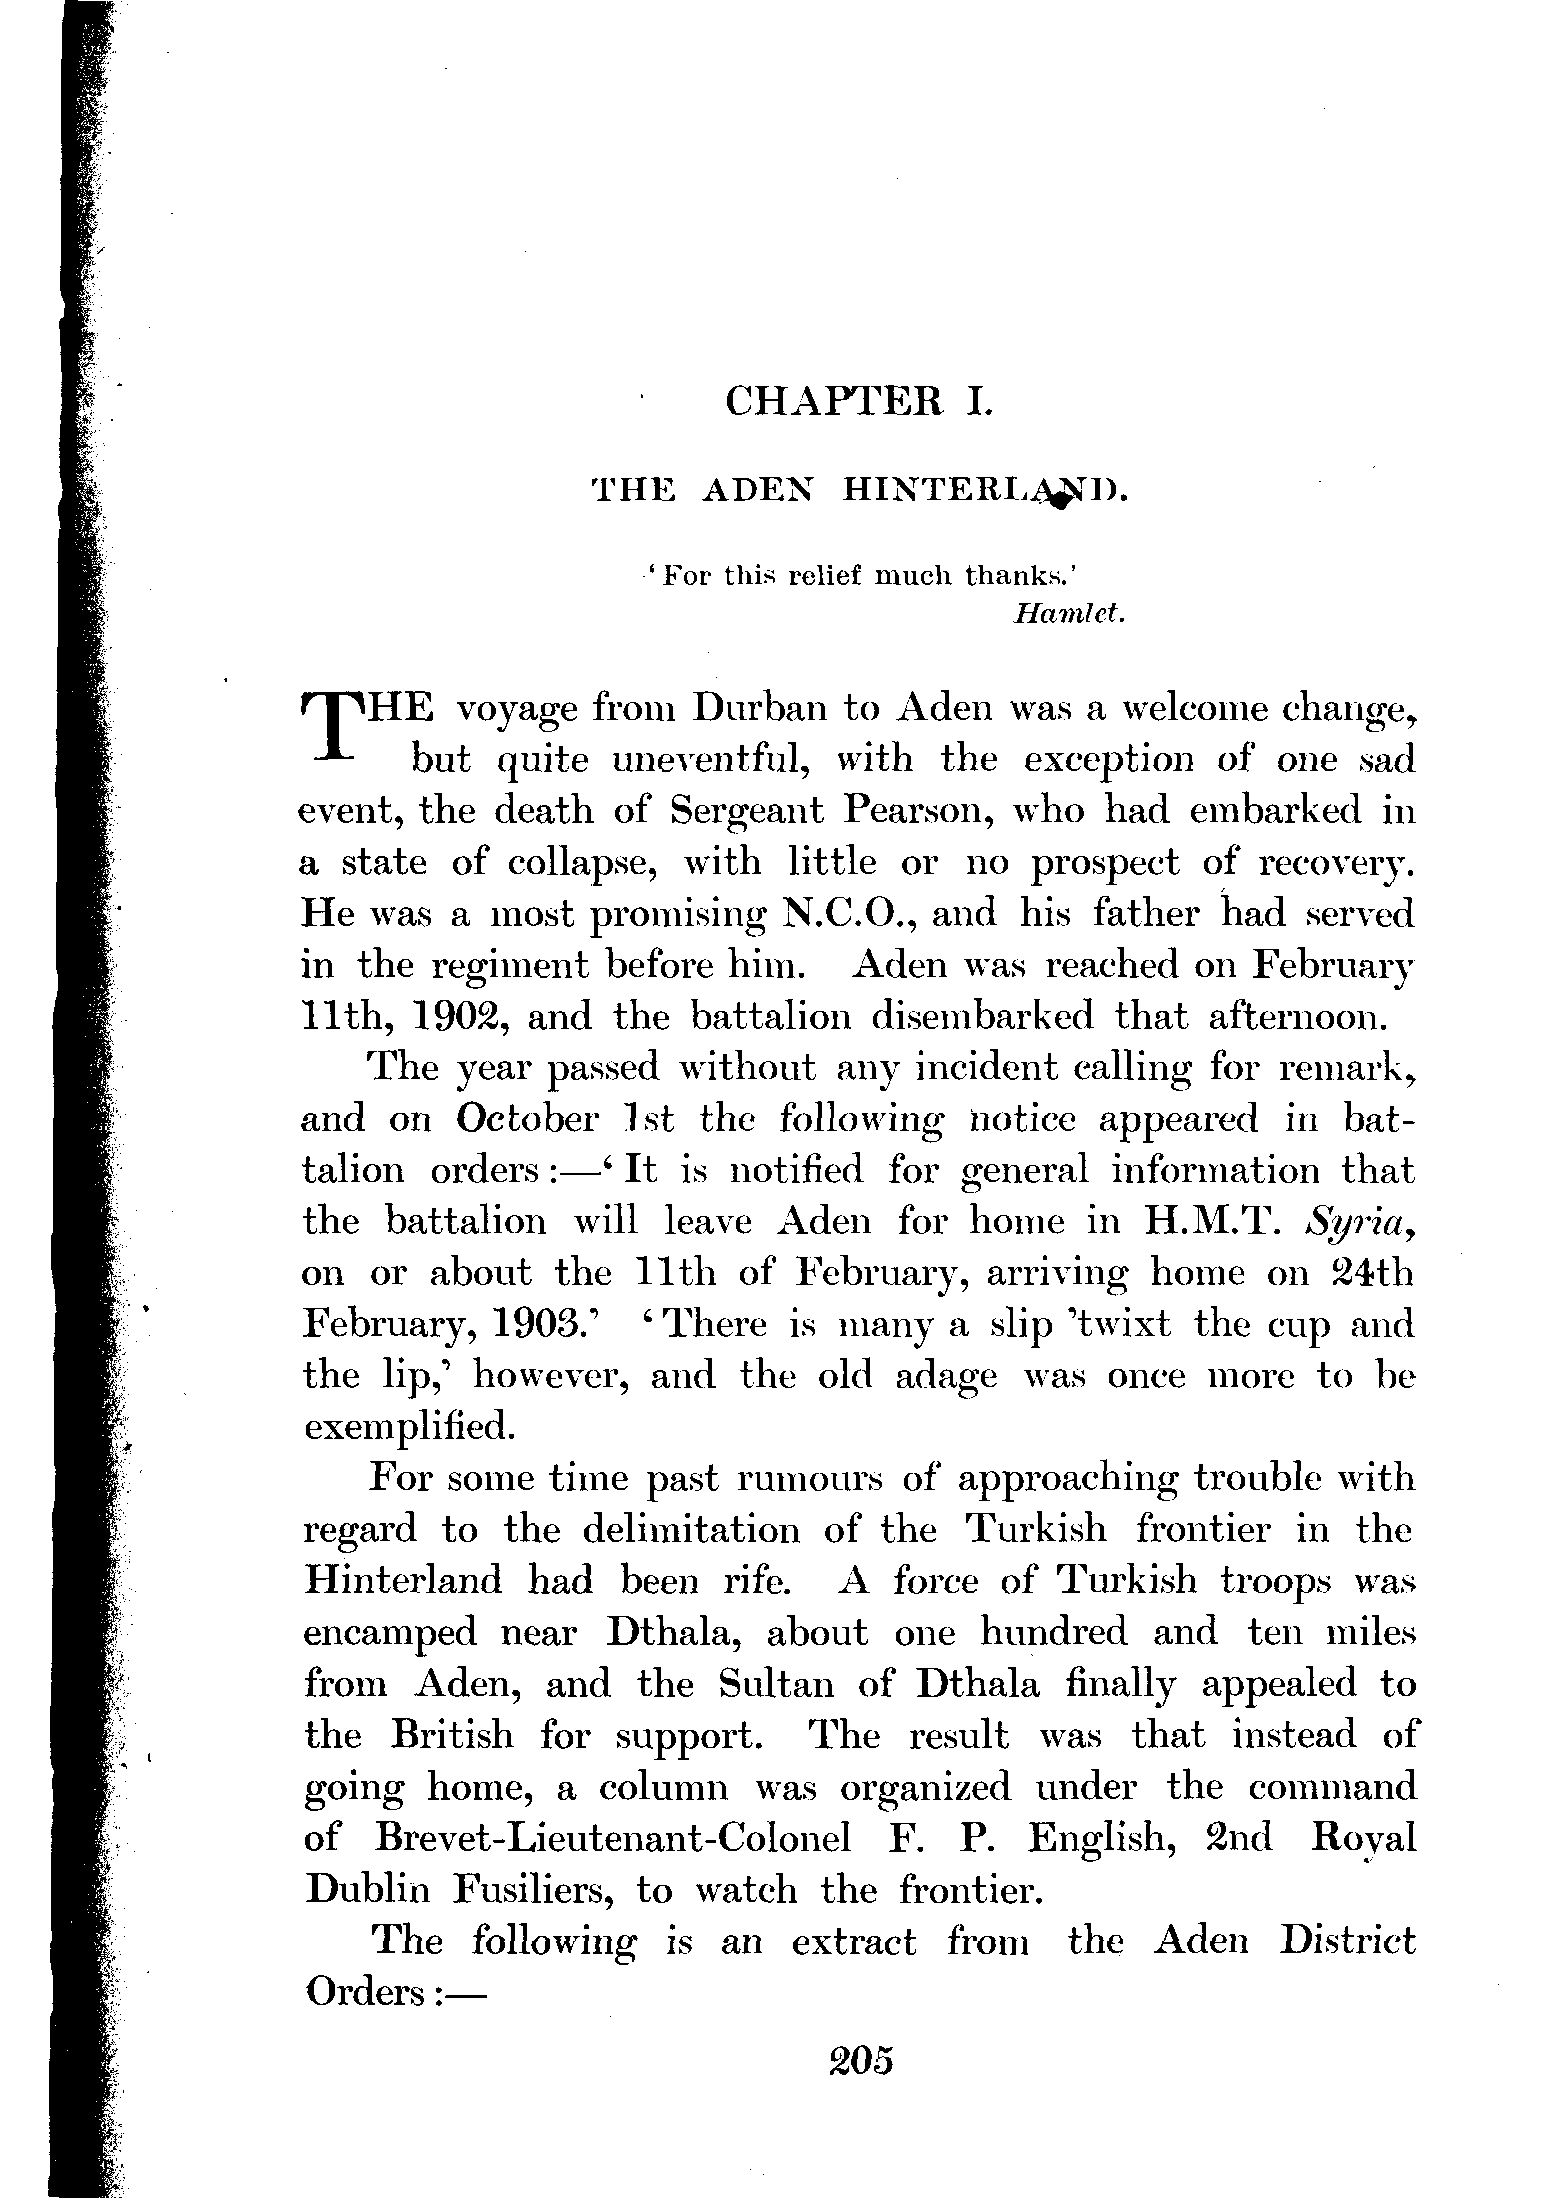 CHAPTER I.
THE ADEN HINTERLAND.
‘For this relief much thanks.’
Hamlet.
THE voyage from Durban to Aden was a welcome change,
but quite uneventful, with the exception of one sad
event, the death of Sergeant Pearson, who had embarked in
a state of collapse, with little or no prospect of recovery.
He was a most promising N.C.O., and his father had served
in the regiment before him. Aden was reached on February
11th, 1902, and the battalion disembarked that afternoon.
The year passed without any incident calling for remark,
and on October 1st the following notice appeared in bat-
talion orders:—‘It is notified for general information that
the battalion will leave Aden for home in H.M.T. Syria,
on or about the 11th of February, arriving home on 24th
February, 1903.’ ‘There is many a slip ’twixt the cup and
the lip,’ however, and the old adage was once more to be
exemplified.
For some time past rumours of approaching trouble with
regard to the delimitation of the Turkish frontier in the
Hinterland had been rife. A force of Turkish troops was
encamped near Dthala, about one hundred and ten miles
from Aden, and the Sultan of Dthala finally appealed to
the British for support. The result was that instead of
going home, a column was organized under the command
of Brevet-Lieutenant-Colonel F. P. English, 2nd Royal
Dublin Fusiliers, to watch the frontier.
The following is an extract from the Aden District
Orders:—
205